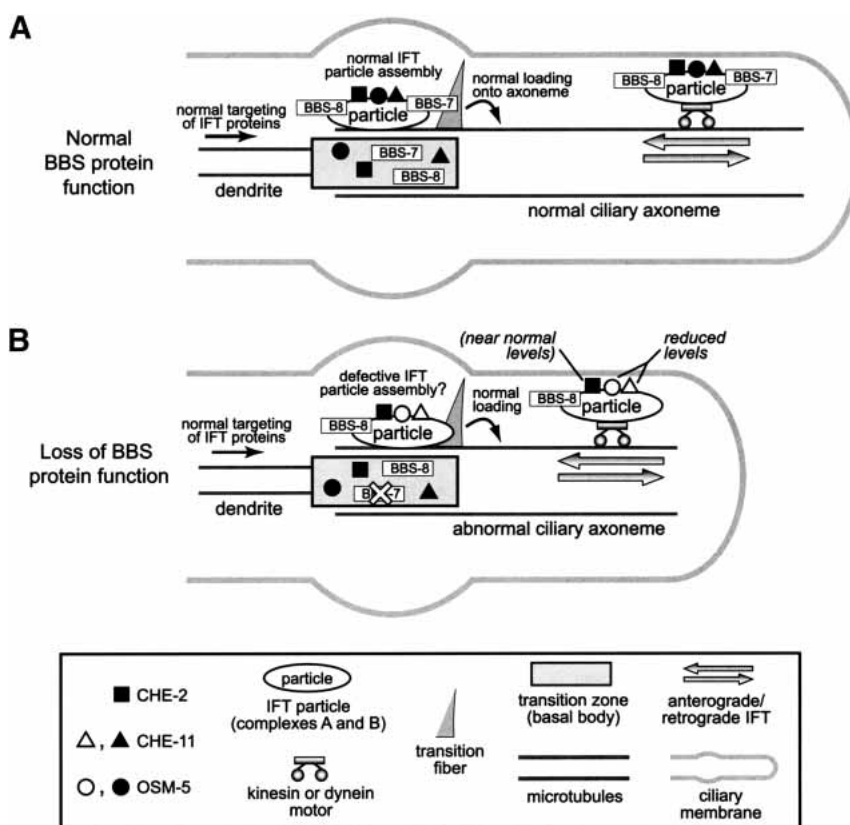 A
Normal
BBS protein
function
normal targeting
of IFT proteins
dendrite
normal IFT
particle assembly
BBS-8
BBS-7
particle
BBS-7
BBS-8
normal loading
onto axoneme
BBS-8
BBS-7
particle
normal ciliary axoneme
B
Loss of BBS
protein function
normal targeting
of IFT proteins
dendrite
defective IFT
particle assembly?
BBS-8
particle
BBS-8
normal
loading
(near normal
levels)
reduced
levels
BBS-8
particle
abnormal ciliary axoneme
CHE-2
, CHE-11
, OSM-5
particle
IFT particle
(complexes A and B)
kinesin or dynein
motor
transition
fiber
transition zone
(basal body)
microtubules
anterograde/
retrograde IFT
ciliary
membrane